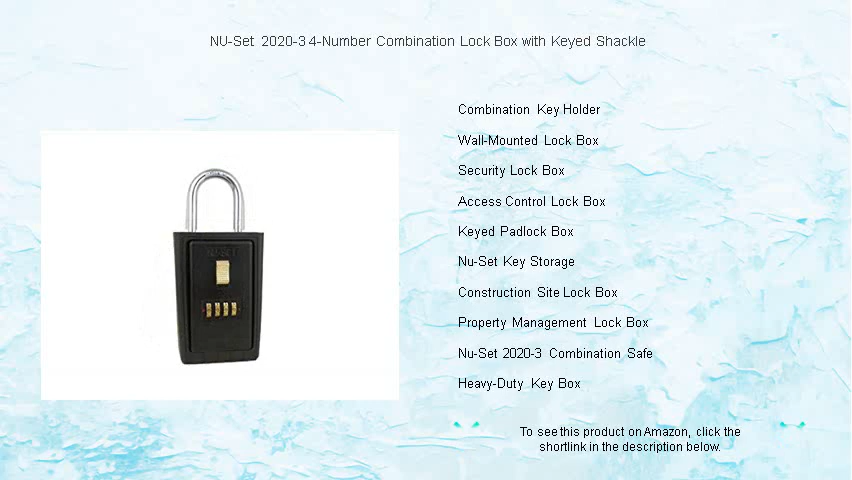 NU-Set 2020-3 4-Number Combination Lock Box with Keyed Shackle
Combination Key Holder
Wall-Mounted Lock Box
Security Lock Box
Access Control Lock Box
Keyed Padlock Box
Nu-Set Key Storage
Construction Site Lock Box
Property Management Lock Box
Nu-Set 2020-3 Combination Safe
Heavy-Duty Key Box
NU-SET
To see this product on Amazon, click the
shortlink in the description below.